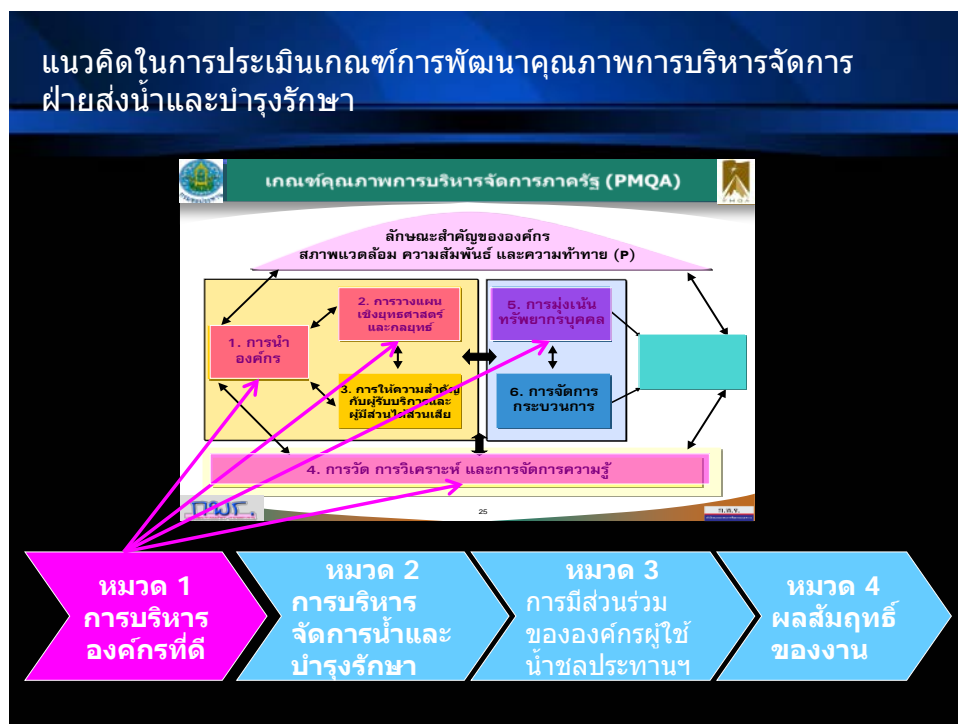 แนวคิดในการประเมินเกณฑ์การพัฒนาคุณภาพการบริหารจัดการ
ฝ่ายส่งน้ำและบำรุงรักษา
เกณฑ์คุณภาพการบริหารจัดการภาครัฐ (PMQA)
ลักษณะสำคัญขององค์กร
สภาพแวดล้อม ความสัมพันธ์ และความท้าทาย (P)
2. การวางแผน
เชิงยุทธศาสตร์
และกลยุทธ์
5. การมุ่งเน้น
ทรัพยากรบุคคล
1. การนำ
องค์กร
3. การให้ความสำคัญ
กับผู้รับบริการและ
ผู้มีส่วนได้ส่วนเสีย
6. การจัดการ
กระบวนการ
4. การวัด การวิเคราะห์ และการจัดการความรู้
25
ก.พ.ร.
หมวด 1
การบริหาร
องค์กรที่ดี
หมวด 2
การบริหาร
จัดการน้ำและ
บำรุงรักษา
หมวด 3
การมีส่วนร่วม
ขององค์กรผู้ใช้
น้ำชลประทานฯ
หมวด 4
ผลสัมฤทธิ์
ของงาน